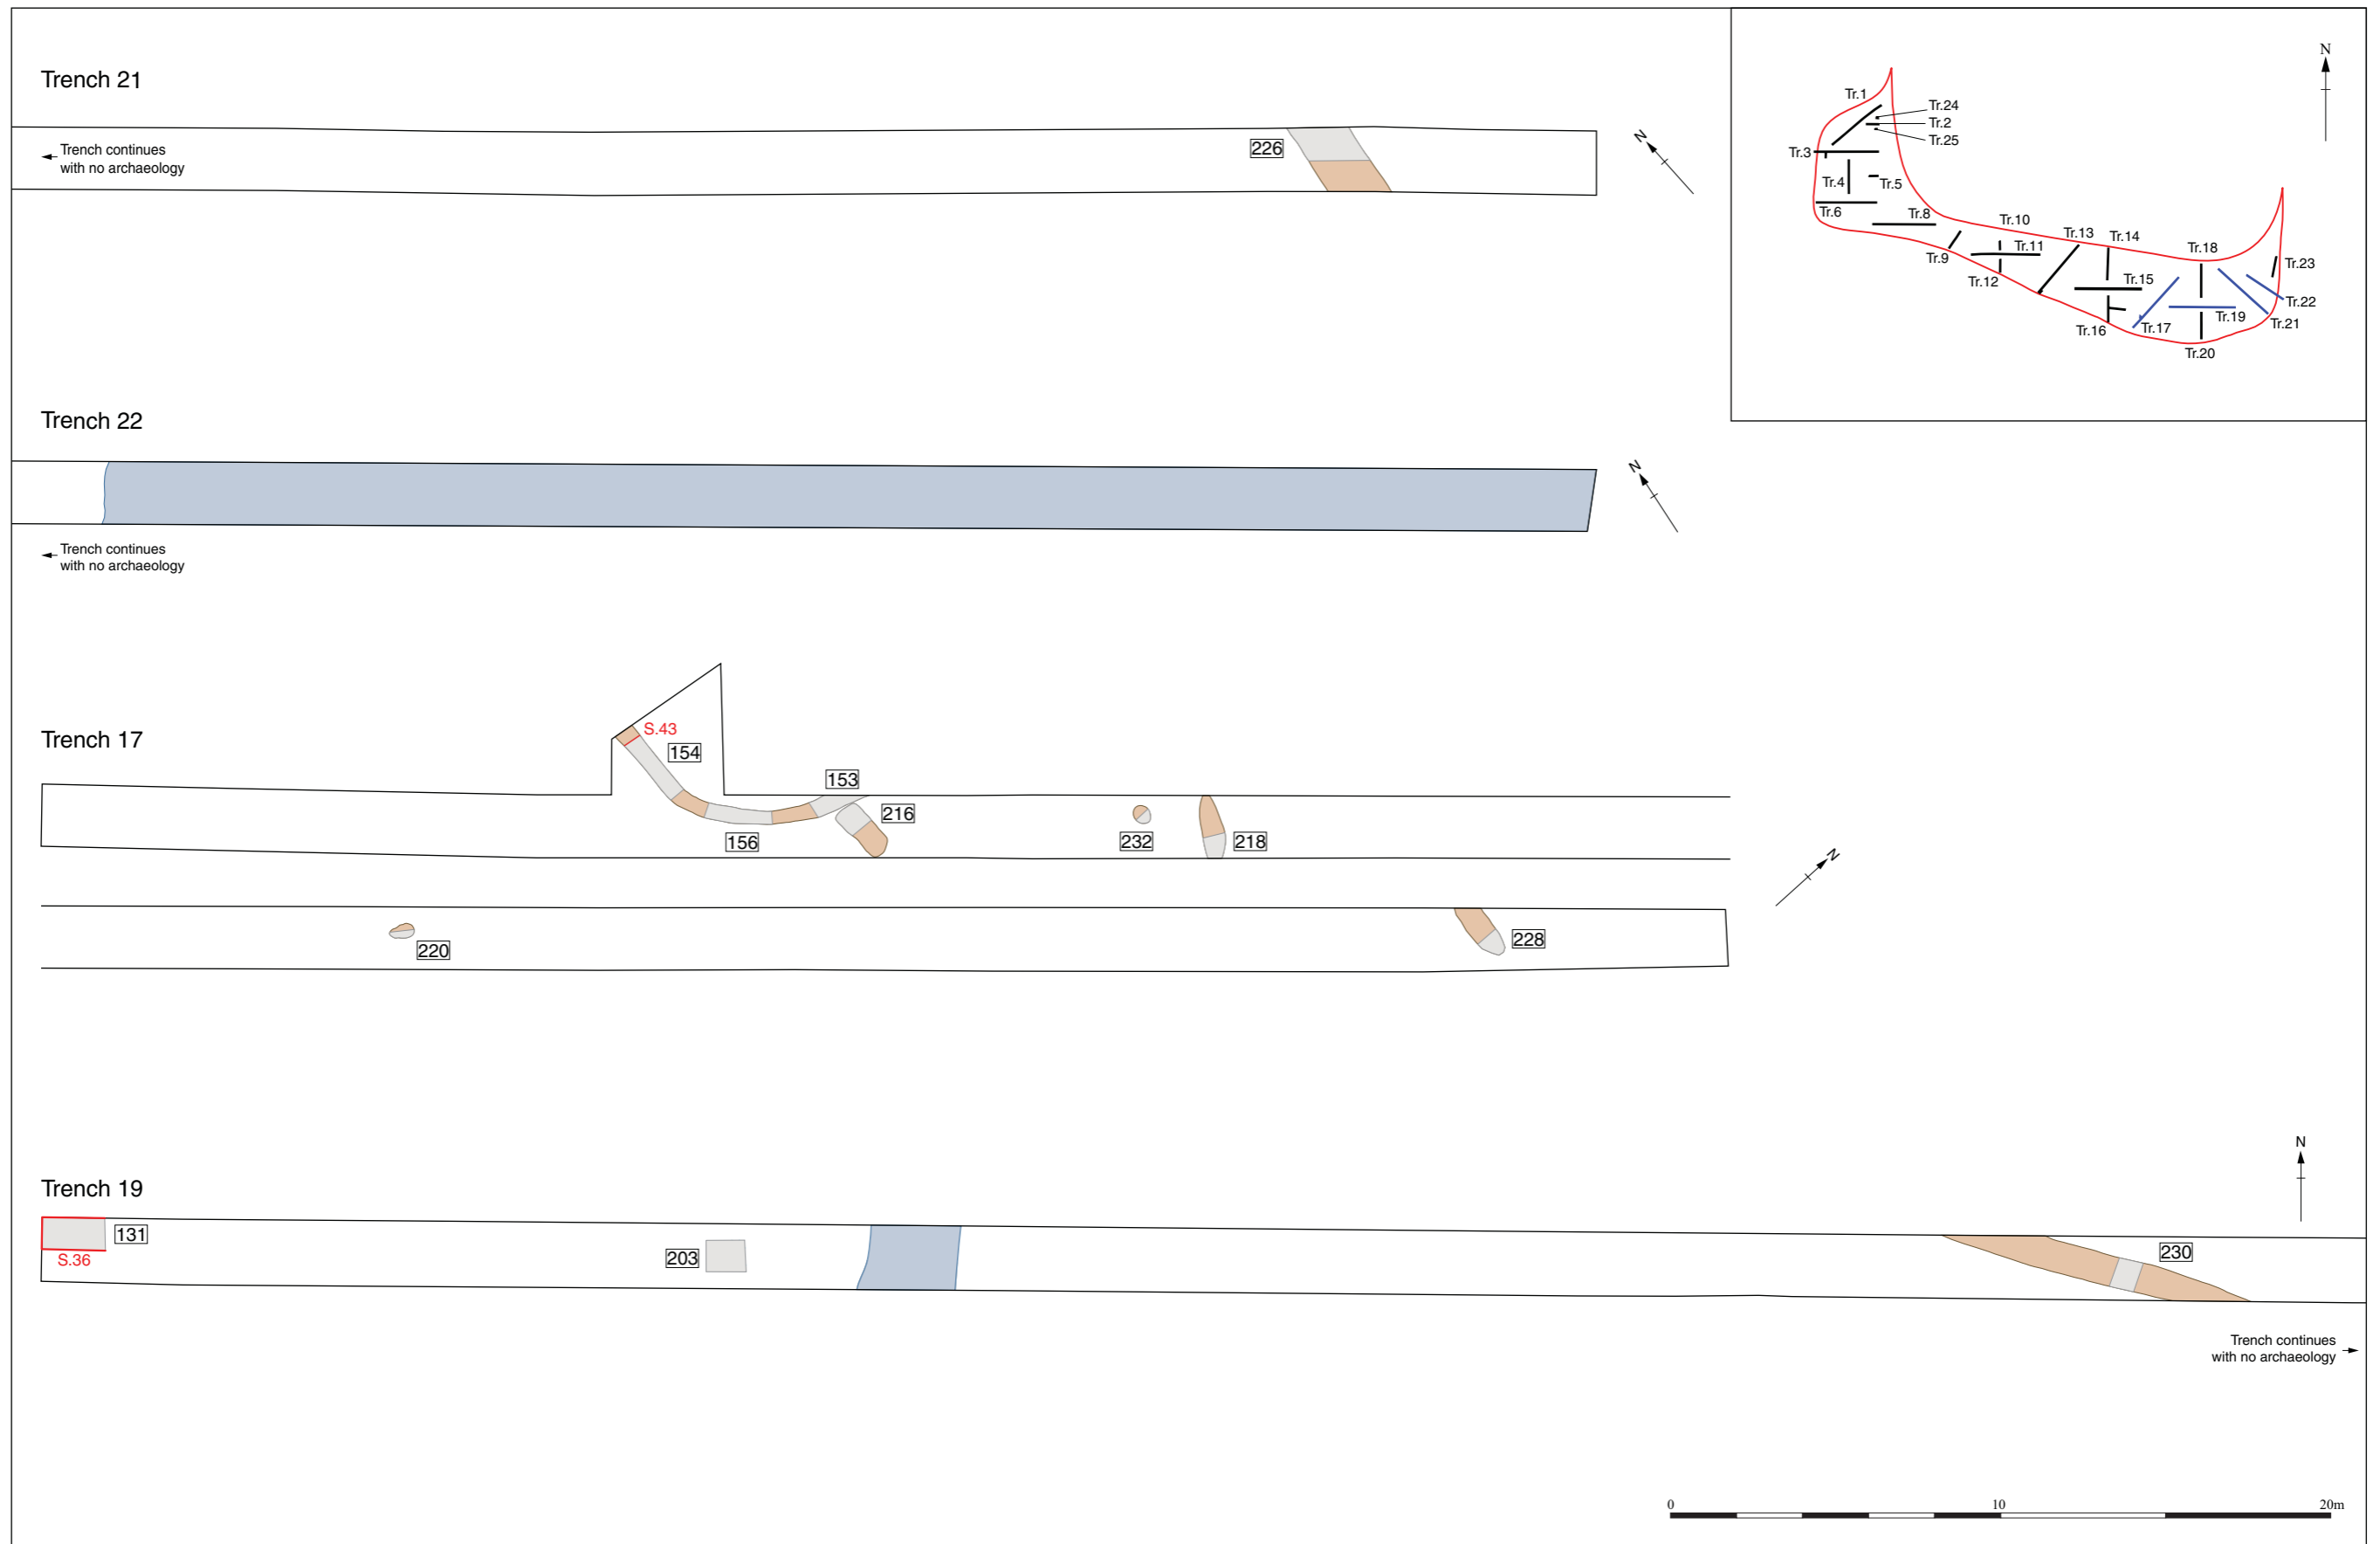 Trench 21
Trench continues
with no archaeology
226
N
N
Tr.1
Tr.24
Tr.2
Tr.25
Tr.3
Tr.4
Tr.5
Tr.6
Tr.8
Tr.9
Tr.10
Tr.11
Tr.12
Tr.13
Tr.14
Tr.15
Tr.16
Tr.17
Tr.18
Tr.19
Tr.20
Tr.21
Tr.22
Tr.23
Trench 22
N
Trench continues
with no archaeology
Trench 17
S.43
154
153
216
156
232
218
N
220
228
Trench 19
N
131
S.36
203
230
Trench continues
with no archaeology
0 10 20m